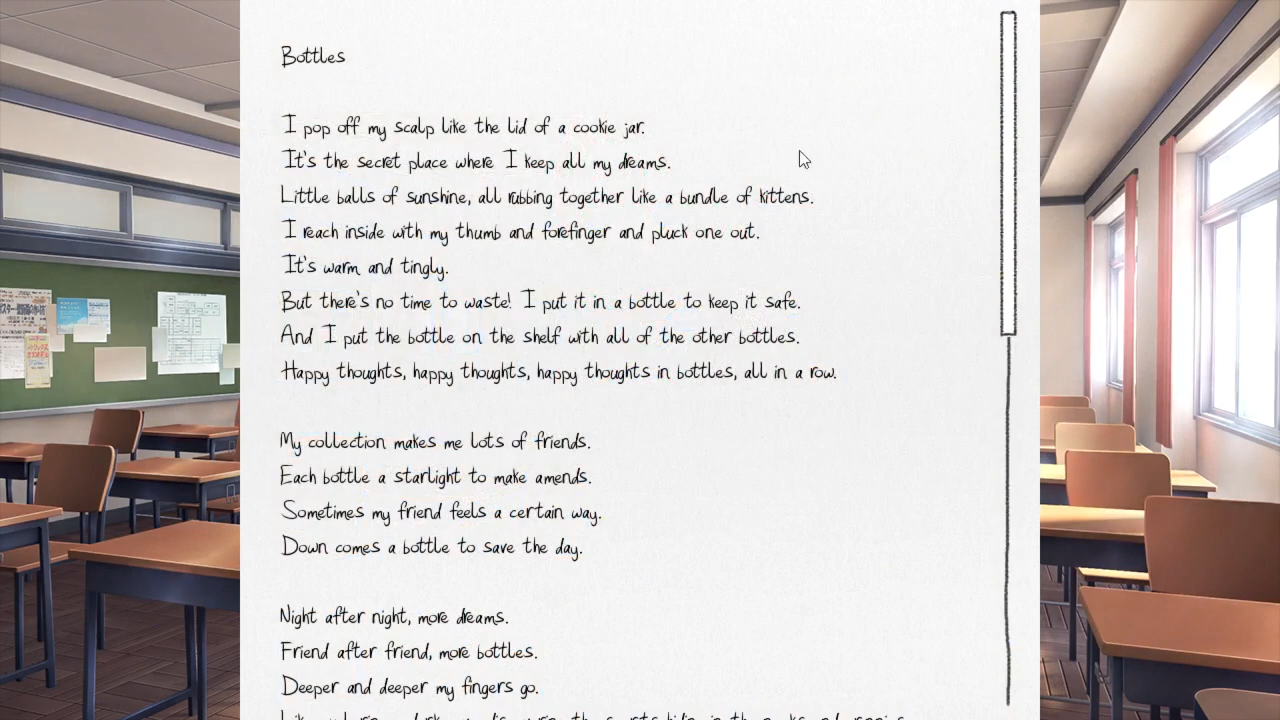 Bottles
I pop off my scalp like the lid of a cookie jar.
It's the secret place where I keep all my dreams.
Little balls of sunshine, all rubbing together like a bundle of kittens.
I reach inside with my thumb and forefinger and pluck one out.
It's warm and tingly.
But there's no time to waste! I put it in a bottle to keep it safe.
And I put the bottle on the shelf with all of the other bottles.
Happy thoughts, happy thoughts, happy thoughts in bottles, all in a row.
My collection makes me lots of friends.
Each bottle a starlight to make amends.
Sometimes my friend feels a certain way.
Down comes a bottle to save the day.
Night after night, more dreams.
Friend after friend, more bottles.
Deeper and deeper my fingers go.